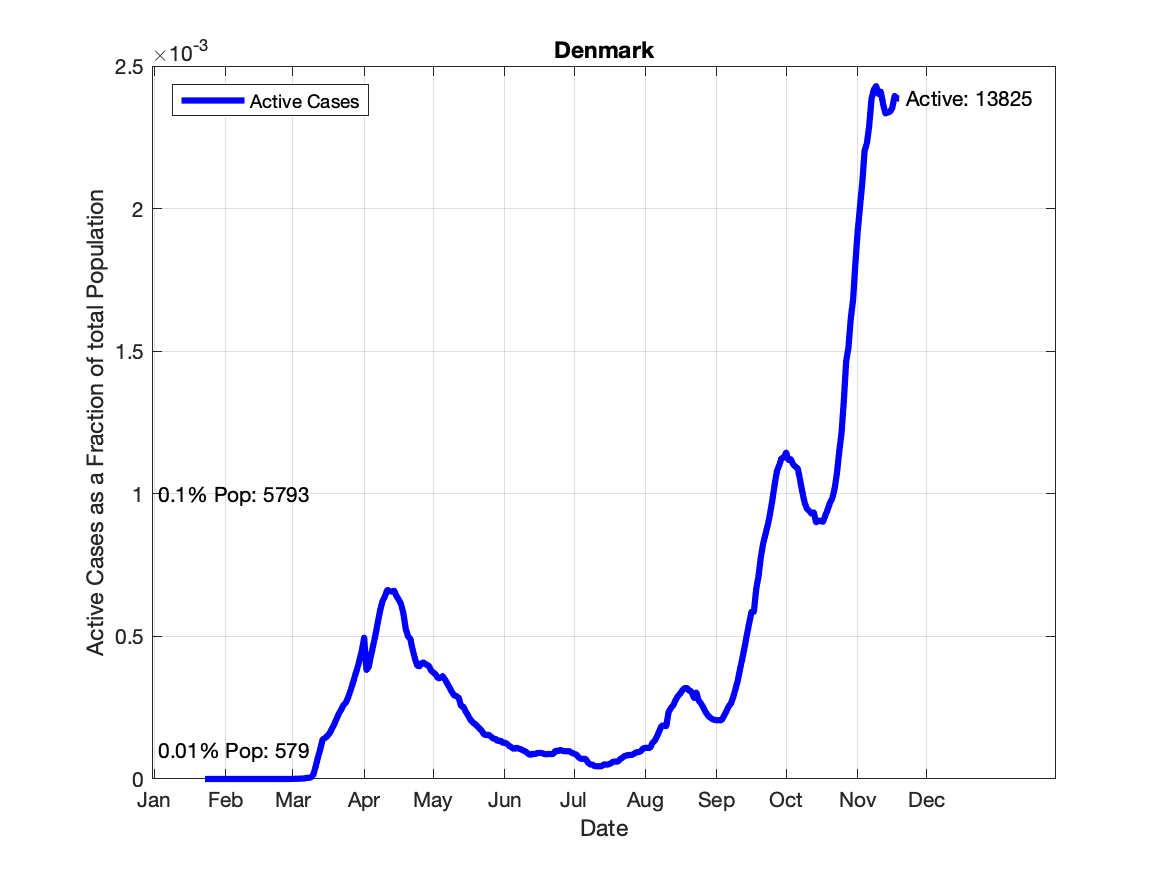 Denmark
×10-3
2.5
2
1.5
1
0.5
0
Active Cases as a Fraction of total Population
Active Cases
Active: 13825
0.1% Pop: 5793
0.01% Pop: 579
Jan Feb Mar Apr May Jun Jul Aug Sep Oct Nov Dec
Date